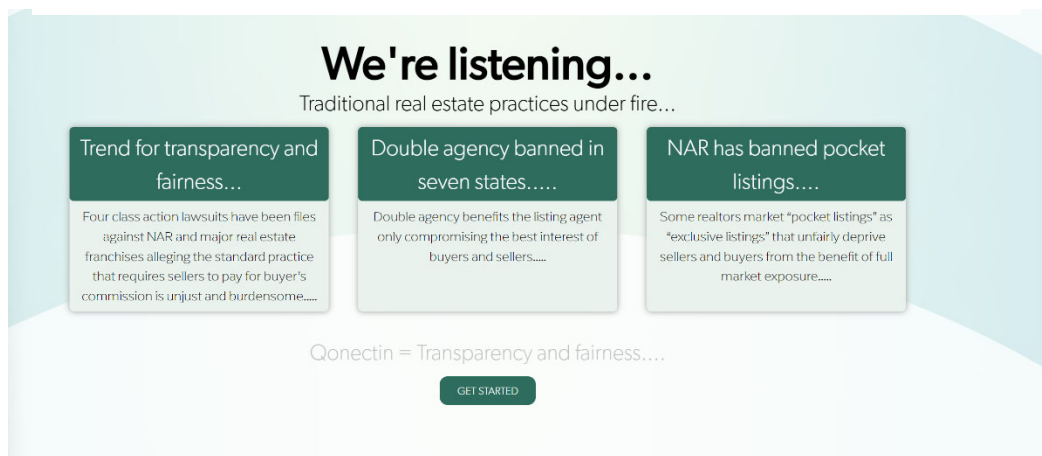 We're listening...
Traditional real estate practices under fire...
Trend for transparency and
fairness...
Four class action lawsuits have been files
against NAR and major real estate
franchises alleging the standard practice
that requires sellers to pay for buyer's
commission is unjust and burdensome.....
Double agency banned in
seven states.....
Double agency benefits the listing agent
only compromising the best interest of
buyers and sellers.....
NAR has banned pocket
listings....
Some realtors market “pocket listings” as
“exclusive listings” that unfairly deprive
sellers and buyers from the benefit of full
market exposure.....
Qonectin = Transparency and fairness....
GET STARTED